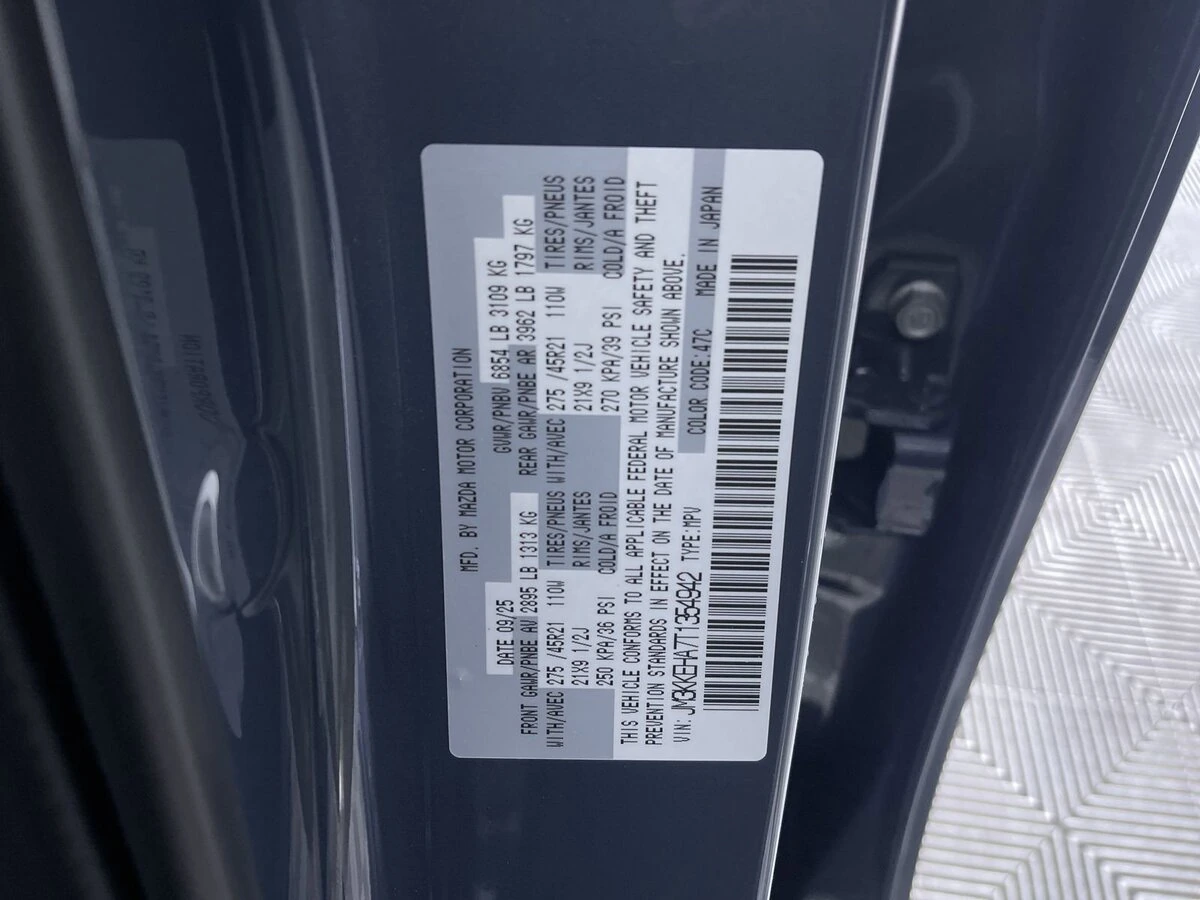 MFD. BY MAZDA MOTOR CORPORATION
DATE 09/25 GVWR/PNBV 6854 LB 3109 KG
FRONT GAWR/PNBE AV 2895 LB 1313 KG REAR GAWR/PNBE AR 3962 LB 1797 KG
WITH/AVEC 275 /45R21 110W TIRES/PNEUS WITH/AVEC 275 /45R21 110W TIRES/PNEUS
21X9 1/2J RIMS/JANTES 21X9 1/2J RIMS/JANTES
250 KPA/36 PSI COLD/A FROID 270 KPA/39 PSI COLD/A FROID
THIS VEHICLE CONFORMS TO ALL APPLICABLE FEDERAL MOTOR VEHICLE SAFETY AND THEFT
PREVENTION STANDARDS IN EFFECT ON THE DATE OF MANUFACTURE SHOWN ABOVE.
VIN: JM3KKEHA7T1354942 TYPE:MPV COLOR CODE:47C MADE IN JAPAN